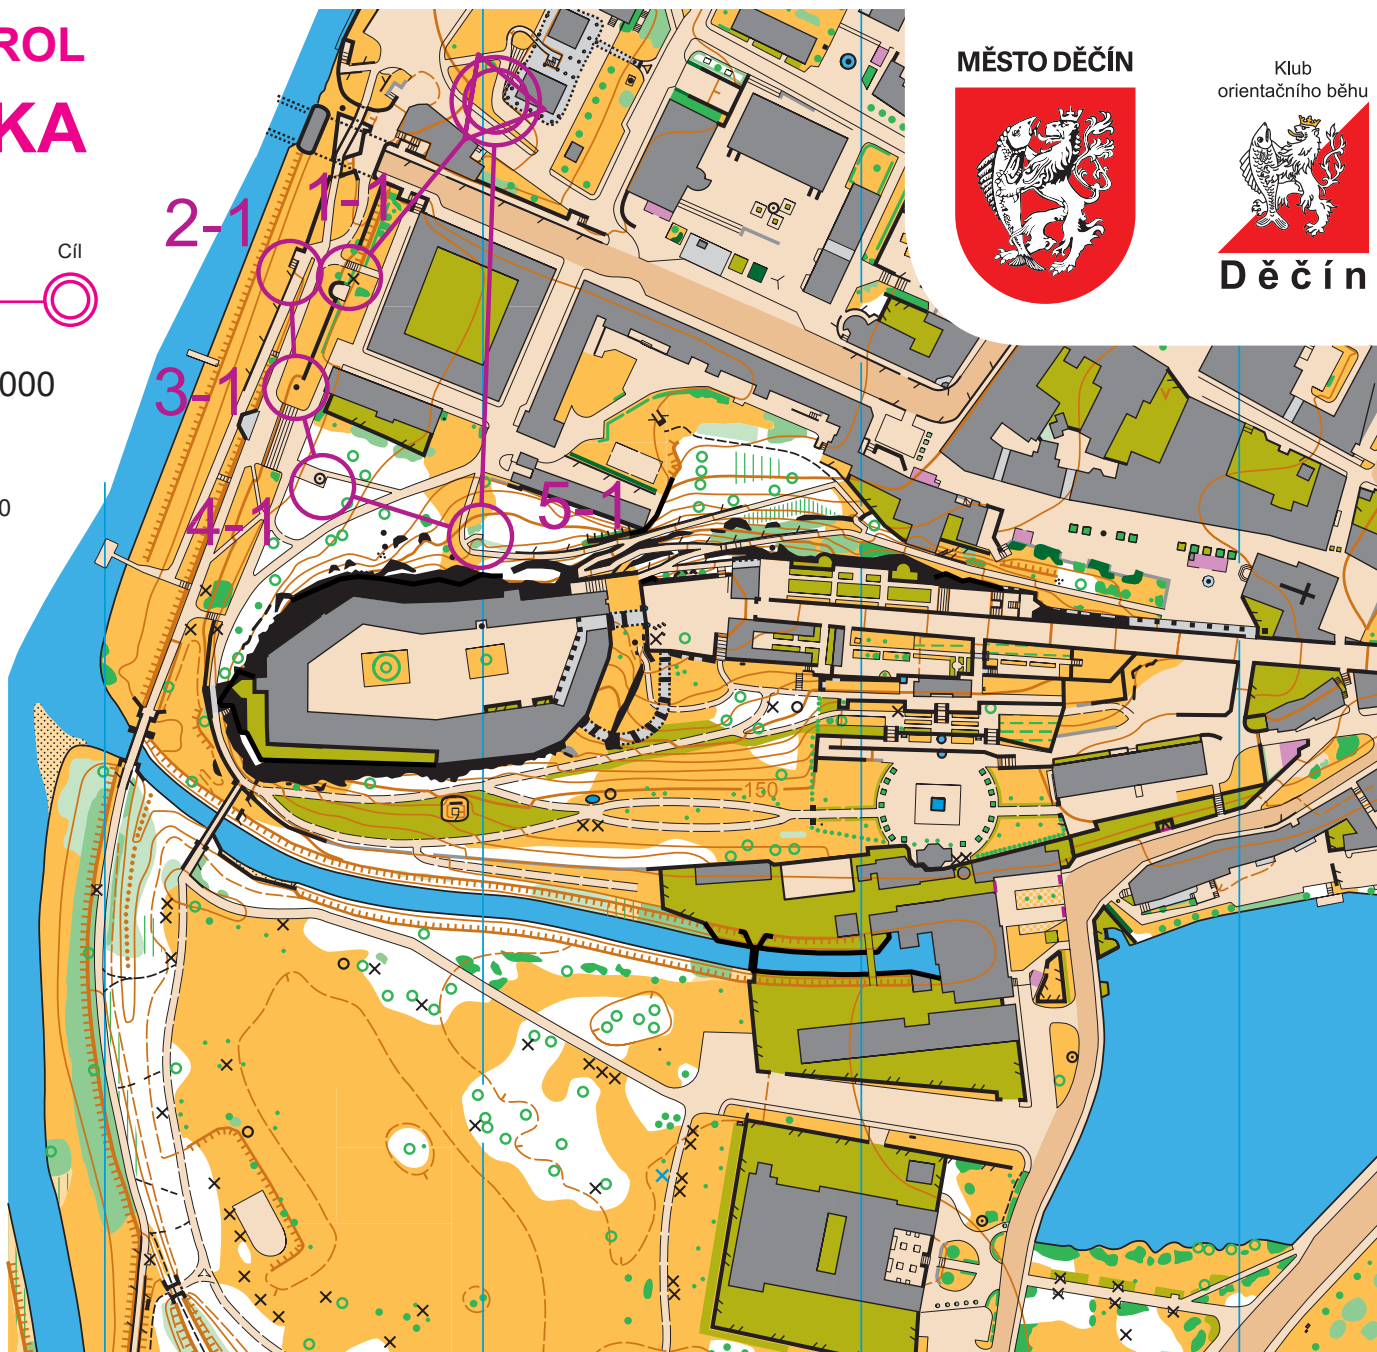 ROL
KA
MĚSTO DĚČÍN
Klub
orientačního běhu
Děčín
1-1
2-1
Cíl
3-1
000
5-1
4-1
0
150